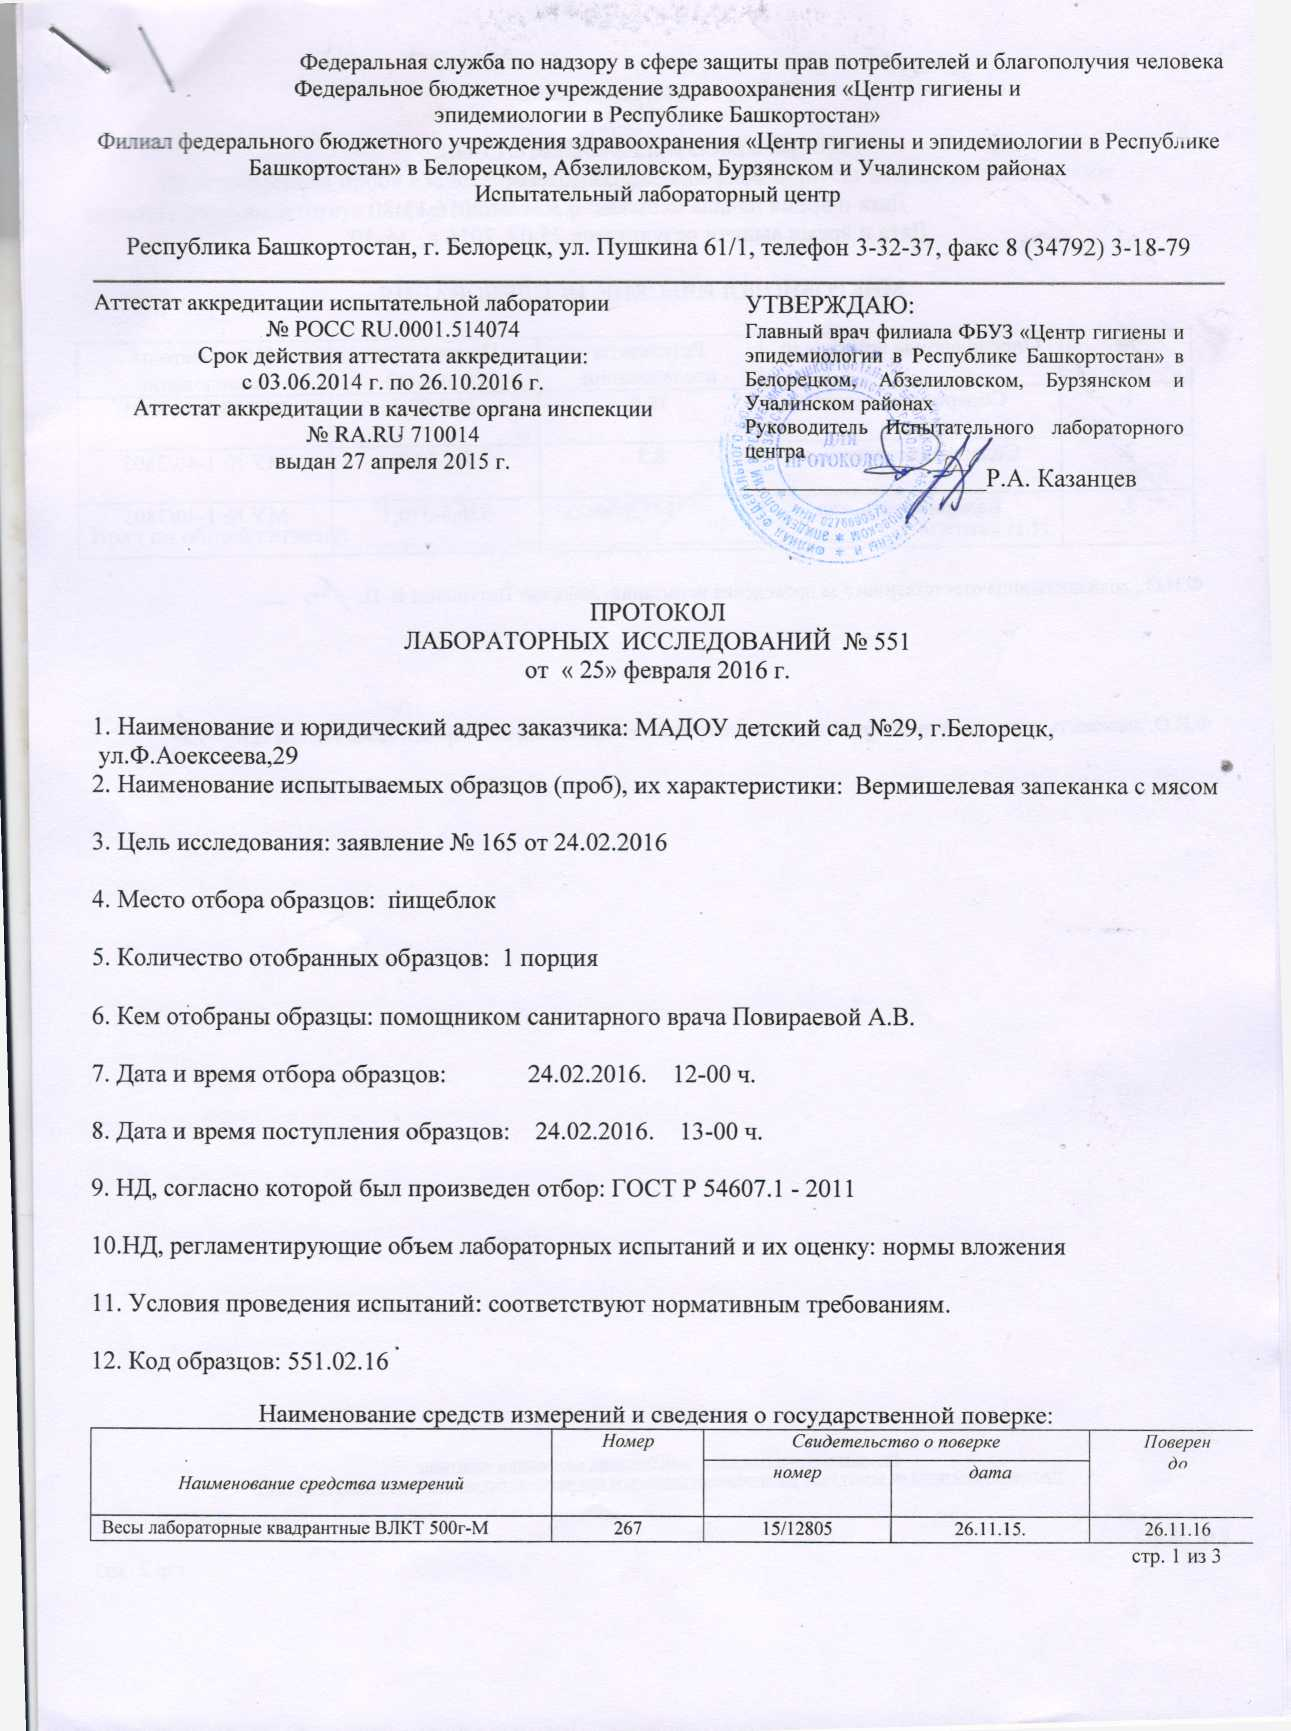 Федеральная служба по надзору в сфере защиты прав потребителей и благополучия человека
Федеральное бюджетное учреждение здравоохранения «Центр гигиены и
эпидемиологии в Республике Башкортостан»
Филиал федерального бюджетного учреждения здравоохранения «Центр гигиены и эпидемиологии в Республике
Башкортостан» в Белорецком, Абзелиловском, Бурзянском и Учалинском районах
Испытательный лабораторный центр
Республика Башкортостан, г. Белорецк, ул. Пушкина 61/1, телефон 3-32-37, факс 8 (34792) 3-18-79
Аттестат аккредитации испытательной лаборатории
№ РОСС RU.0001.514074
Срок действия аттестата аккредитации:
с 03.06.2014 г. по 26.10.2016 г.
Аттестат аккредитации в качестве органа инспекции
№ RA.RU 710014
выдан 27 апреля 2015 г.
УТВЕРЖДАЮ:
Главный врач филиала ФБУЗ «Центр гигиены и
эпидемиологии в Республике Башкортостан» в
Белорецком, Абзелиловском, Бурзянском и
Учалинском районах
Руководитель Испытательного лабораторного
центра
Р.А. Казанцев
ДЛЯ
ПРОТОКОЛОВ
ПРОТОКОЛ
ЛАБОРАТОРНЫХ ИССЛЕДОВАНИЙ № 551
от « 25» февраля 2016 г.
1. Наименование и юридический адрес заказчика: МАДОУ детский сад №29, г.Белорецк,
ул.Ф.Аоексеева,29
2. Наименование испытываемых образцов (проб), их характеристики: Вермишелевая запеканка с мясом
3. Цель исследования: заявление № 165 от 24.02.2016
4. Место отбора образцов: пищеблок
5. Количество отобранных образцов: 1 порция
6. Кем отобраны образцы: помощником санитарного врача Повираевой А.В.
7. Дата и время отбора образцов: 24.02.2016. 12-00 ч.
8. Дата и время поступления образцов: 24.02.2016. 13-00 ч.
9. НД, согласно которой был произведен отбор: ГОСТ Р 54607.1 - 2011
10.НД, регламентирующие объем лабораторных испытаний и их оценку: нормы вложения
11. Условия проведения испытаний: соответствуют нормативным требованиям.
12. Код образцов: 551.02.16
Наименование средств измерений и сведения о государственной поверке:
Наименование средства измерений
Номер
Свидетельство о поверке
номер
дата
Поверен
до
Весы лабораторные квадрантные ВЛКТ 500г-М 267 15/12805 26.11.15. 26.11.16
стр. 1 из 3